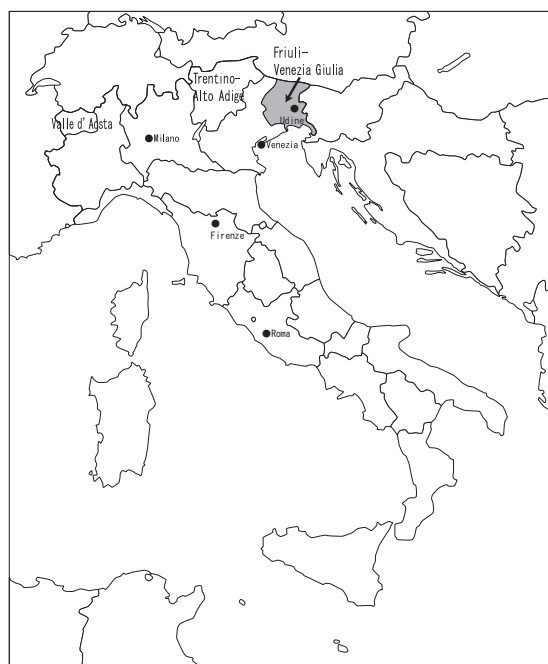 Friuli-
Venezia Giulia
Trentino-
Alto Adige
Valle d'Aosta
Milano
Udine
Venezia
Firenze
Roma